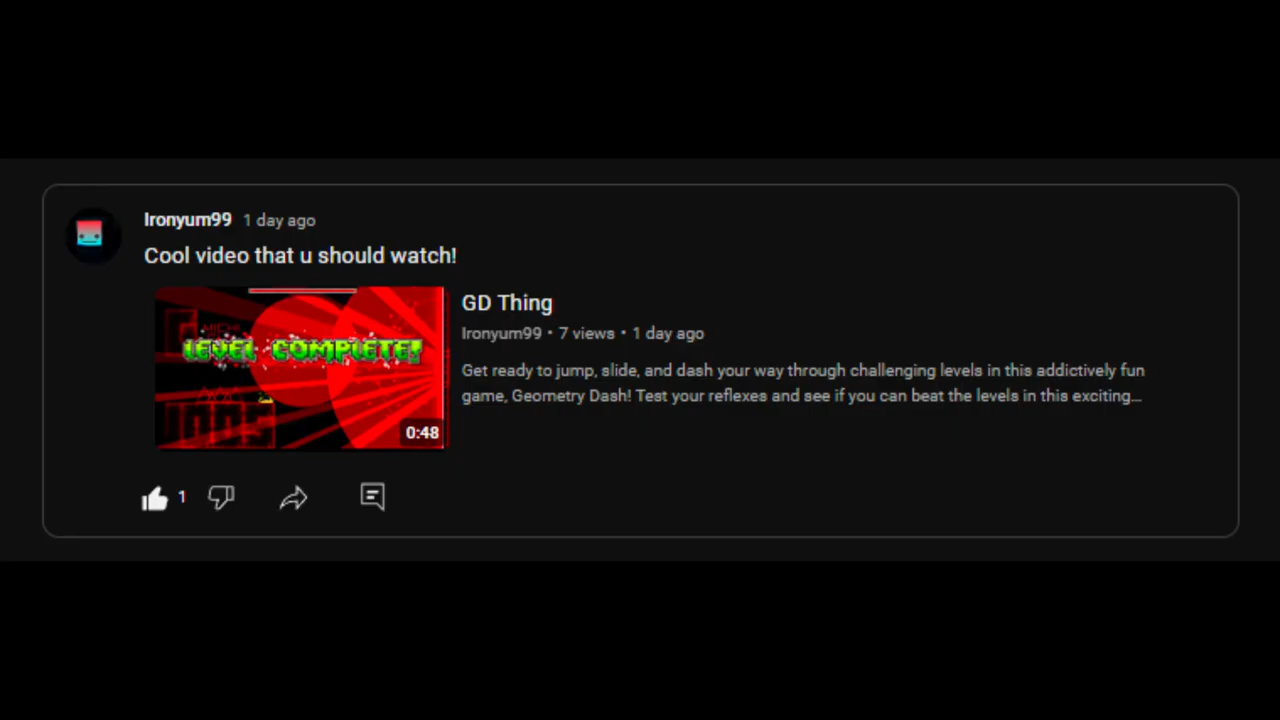 Ironyum99 1 day ago
Cool video that u should watch!
LEVEL COMPLETE!
0:48
GD Thing
Ironyum99 • 7 views • 1 day ago
Get ready to jump, slide, and dash your way through challenging levels in this addictively fun
game, Geometry Dash! Test your reflexes and see if you can beat the levels in this exciting...
1